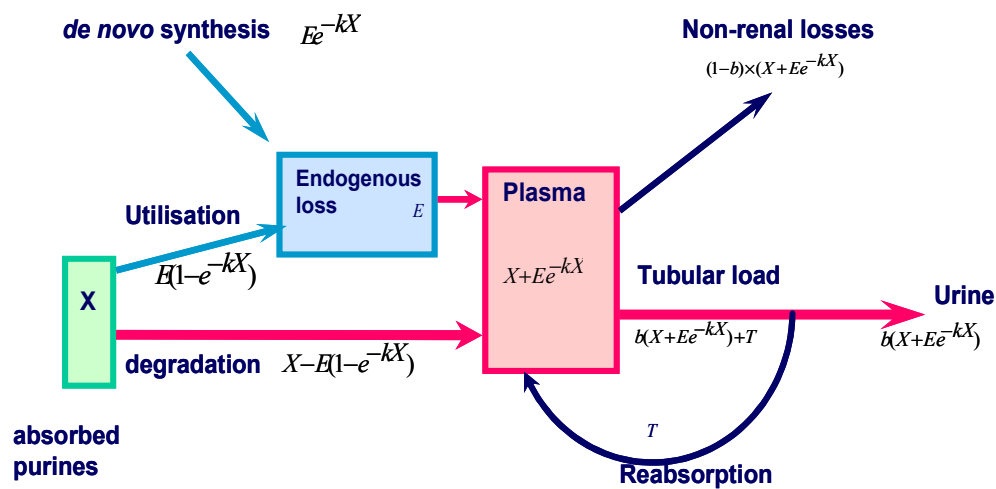 de novo synthesis Ee^{-kX}
Non-renal losses
(1-b)×(X+Ee^{-kX})
Endogenous
loss
E
Plasma
Utilisation
E(1-e^{-kX})
X+Ee^{-kX}
Tubular load
Urine
X
b(X+Ee^{-kX})+T
b(X+Ee^{-kX})
degradation X-E(1-e^{-kX})
absorbed
purines
T
Reabsorption